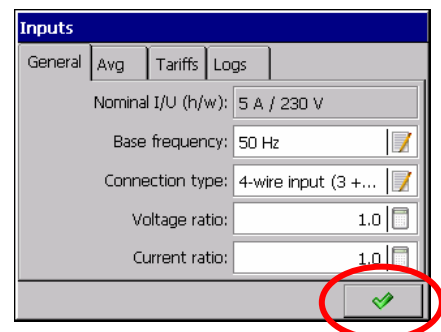 Inputs
General Avg Tariffs Logs
Nominal I/U (h/w): 5 A / 230 V
Base frequency: 50 Hz
Connection type: 4-wire input (3 +...
Voltage ratio: 1.0
Current ratio: 1.0